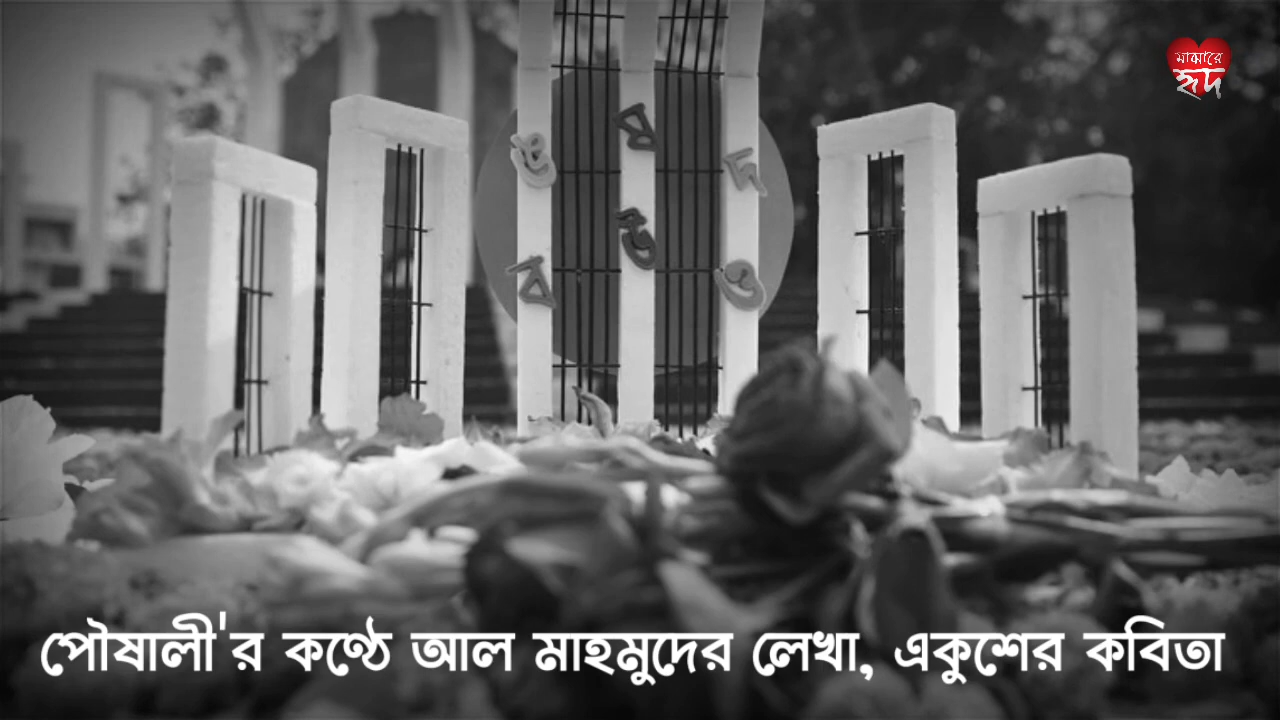 মাঝারে
হৃদ
পৌষালী'র কণ্ঠে আল মাহমুদের লেখা, একুশের কবিতা